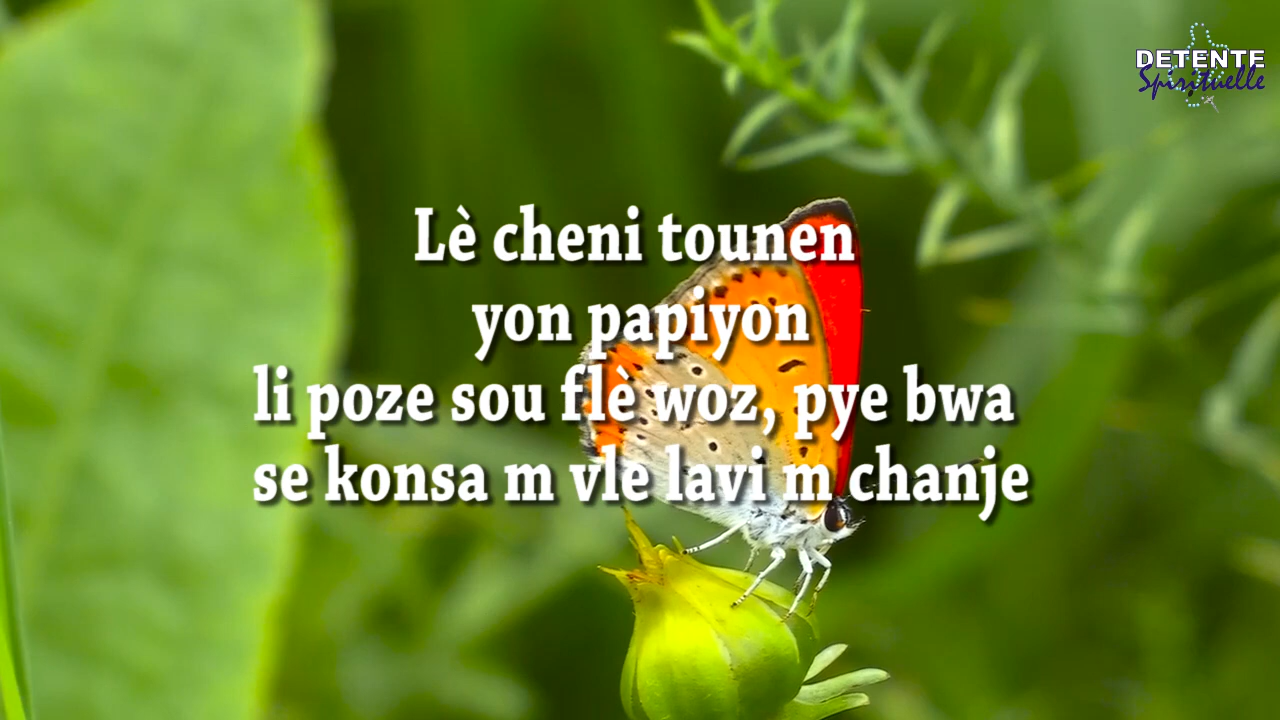 DETENTE
Spirituelle
Lè cheni tounen
yon papiyon
li poze sou flè woz, pye bwa
se konsa m vle lavi m chanje